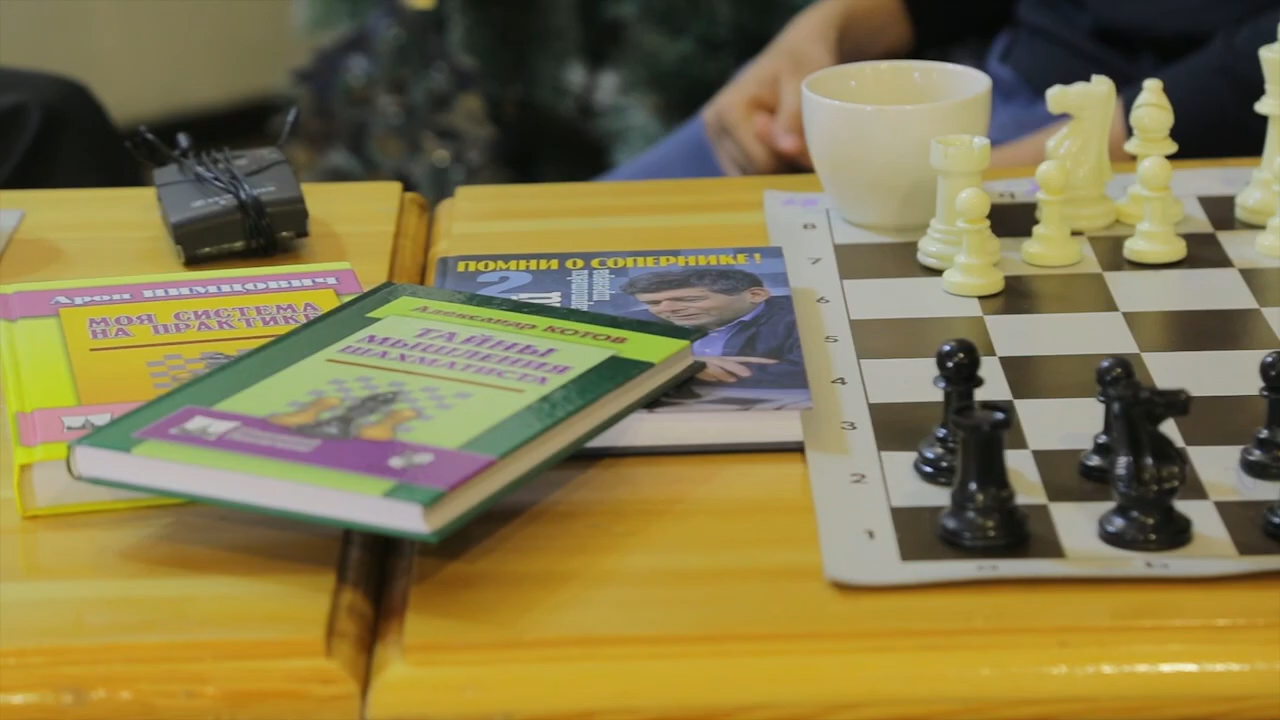 Арон НИМЦОВИЧ
МОЯ СИСТЕМА
НА ПРАКТИКЕ
Александр КОТОВ
ТАЙНЫ
МЫШЛЕНИЯ
ШАХМАТИСТА
ПОМНИ О СОПЕРНИКЕ!
8
7
6
5
4
3
2
1